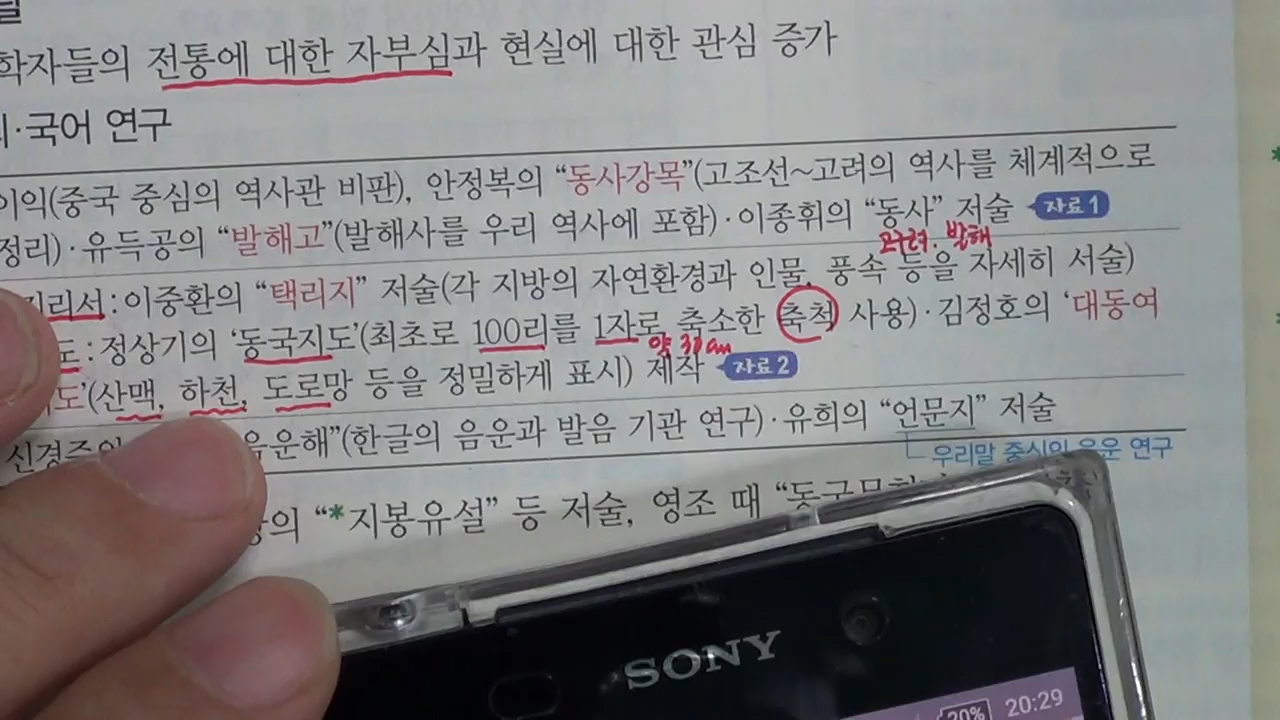 학자들의 전통에 대한 자부심과 현실에 대한 관심 증가
·국어 연구
이익(중국 중심의 역사관 비판), 안정복의 “동사강목”(고조선~고려의 역사를 체계적으로
정리)·유득공의 “발해고”(발해사를 우리 역사에 포함)·이종휘의 “동사” 저술 자료1
고구려. 발해
지리서: 이중환의 “택리지” 저술(각 지방의 자연환경과 인물, 풍속 등을 자세히 서술)
도: 정상기의 ‘동국지도’(최초로 100리를 1자로 축소한 축척 사용)·김정호의 ‘대동여
약 30cm
도’(산맥, 하천, 도로망 등을 정밀하게 표시) 제작 자료2
신경준의 음운해”(한글의 음운과 발음 기관 연구)·유희의 “언문지” 저술
우리말 중심의 음운 연구
의 “*지봉유설” 등 저술, 영조 때
SONY
20% 20:29